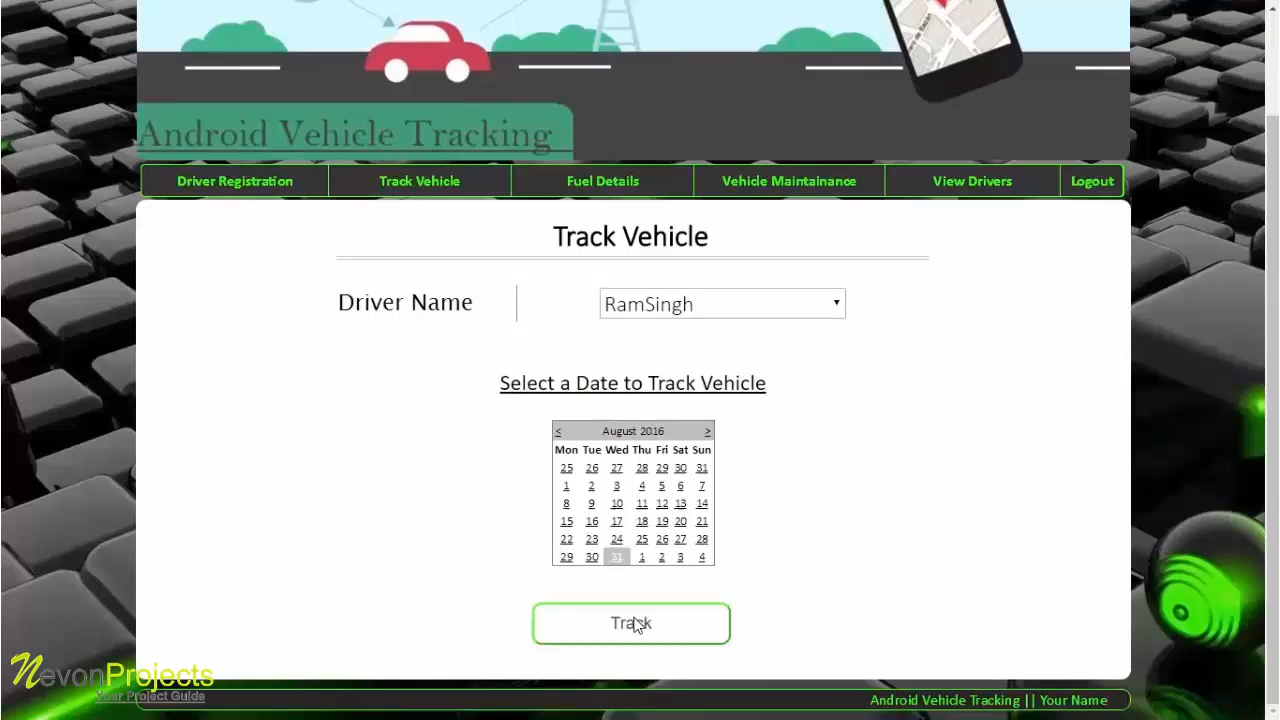 Android Vehicle Tracking
Driver Registration Track Vehicle Fuel Details Vehicle Maintainance View Drivers Logout
Track Vehicle
Driver Name RamSingh
Select a Date to Track Vehicle
< August 2016 >
Mon Tue Wed Thu Fri Sat Sun
25 26 27 28 29 30 31
1 2 3 4 5 6 7
8 9 10 11 12 13 14
15 16 17 18 19 20 21
22 23 24 25 26 27 28
29 30 31 1 2 3 4
Track
NevonProjects
Your Project Guide
Android Vehicle Tracking || Your Name